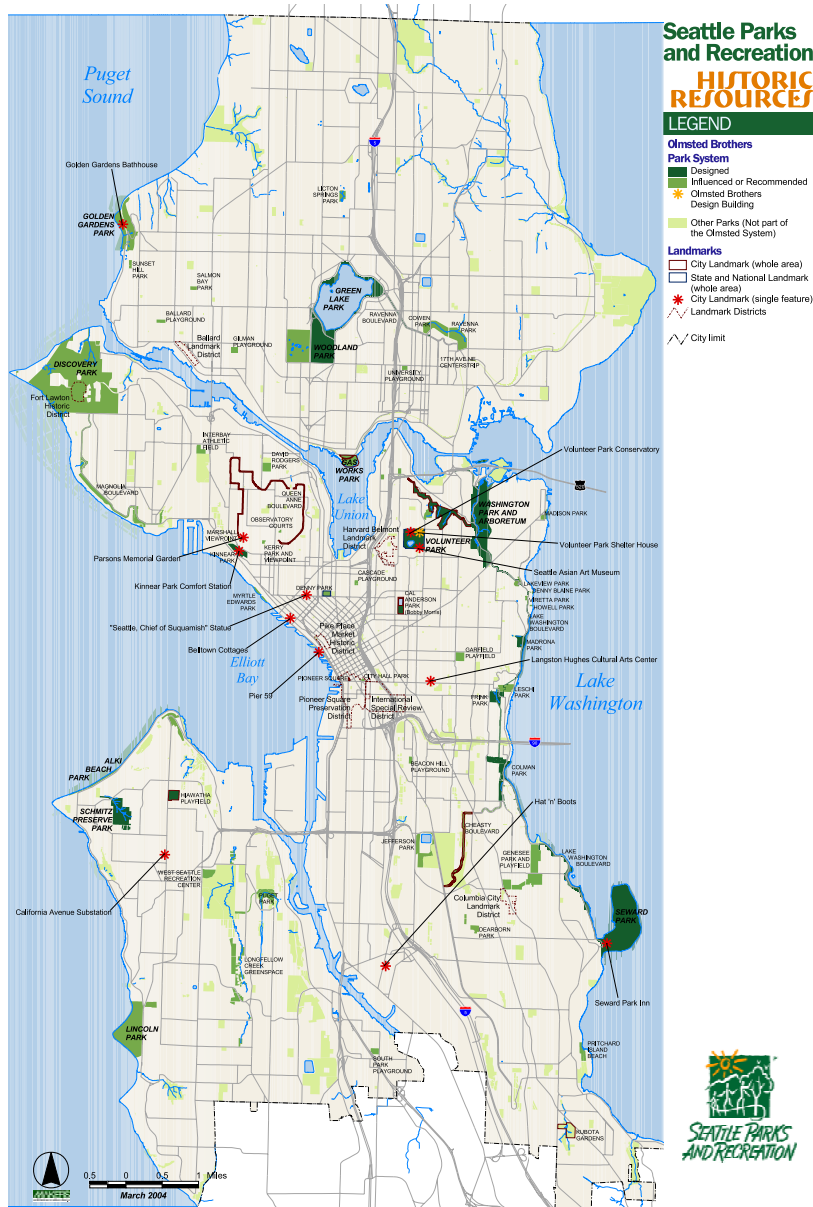 Seattle Parks
and Recreation
HISTORIC
RESOURCES
LEGEND
Olmsted Brothers
Park System
Designed
Influenced or Recommended
Olmsted Brothers
Design Building
Other Parks (Not part of
the Olmsted System)
Landmarks
City Landmark (whole area)
State and National Landmark
(whole area)
City Landmark (single feature)
Landmark Districts
City limit
Puget
Sound
Golden Gardens Bathhouse
GOLDEN
GARDENS
PARK
LICTON
SPRINGS
PARK
5
SUNSET
HILL
PARK
SALMON
BAY
PARK
GREEN
LAKE
PARK
BALLARD
PLAYGROUND
RAVENNA
BOULEVARD
COWEN
PARK
RAVENNA
PARK
Ballard
Landmark
District
GILMAN
PLAYGROUND
WOODLAND
PARK
17TH AVE NE
CENTERSTRIP
DISCOVERY
PARK
UNIVERSITY
PLAYGROUND
Fort Lawton
Historic
District
INTERBAY
ATHLETIC
FIELD
DAVID
RODGERS
PARK
GAS
WORKS
PARK
Volunteer Park Conservatory
MAGNOLIA
BOULEVARD
QUEEN
ANNE
BOULEVARD
Lake
Union
WASHINGTON
PARK AND
ARBORETUM
MADISON PARK
OBSERVATORY
COURTS
Harvard Belmont
Landmark
District
MARSHALL
VIEWPOINT
VOLUNTEER
PARK
Volunteer Park Shelter House
Parsons Memorial Garden
KINNEAR
PARK
KERRY
PARK AND
VIEWPOINT
Seattle Asian Art Museum
CASCADE
PLAYGROUND
Kinnear Park Comfort Station
LAKEVIEW PARK
DENNY BLAINE PARK
VIRETTA PARK
HOWELL PARK
DENNY PARK
MYRTLE
EDWARDS
PARK
CAL
ANDERSON
PARK
(Bobby Morris)
LAKE
WASHINGTON
BOULEVARD
"Seattle, Chief of Suquamish" Statue
Pike Place
Market
Historic
District
MADRONA
PARK
Belltown Cottages
GARFIELD
PLAYFIELD
Langston Hughes Cultural Arts Center
Elliott
Bay
PIONEER SQUARE
CITY HALL PARK
Lake
Washington
Pier 59
LESCHI
PARK
FRINK
PARK
Pioneer Square
Preservation
District
International
Special Review
District
90
ALKI
BEACH
PARK
BEACON HILL
PLAYGROUND
COLMAN
PARK
HIAWATHA
PLAYFIELD
Hat 'n' Boots
SCHMITZ
PRESERVE
PARK
CHEASTY
BOULEVARD
JEFFERSON
PARK
GENESEE
PARK AND
PLAYFIELD
LAKE
WASHINGTON
BOULEVARD
WEST SEATTLE
RECREATION
CENTER
California Avenue Substation
PUGET
PARK
Columbia City
Landmark
District
SEWARD
PARK
DEARBORN
PARK
LONGFELLOW
CREEK
GREENSPACE
Seward Park Inn
5
LINCOLN
PARK
PRITCHARD
ISLAND
BEACH
SOUTH
PARK
PLAYGROUND
KUBOTA
GARDENS
0.5 0 0.5 1 Miles
March 2004
MAKERS
SEATTLE PARKS
AND RECREATION